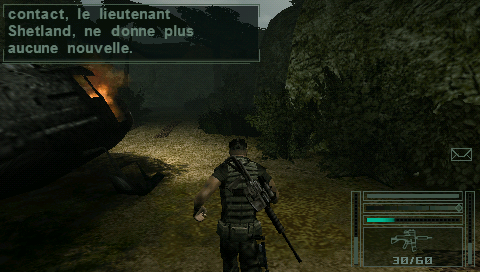 contact, le lieutenant
Shetland, ne donne plus
aucune nouvelle.
30/60